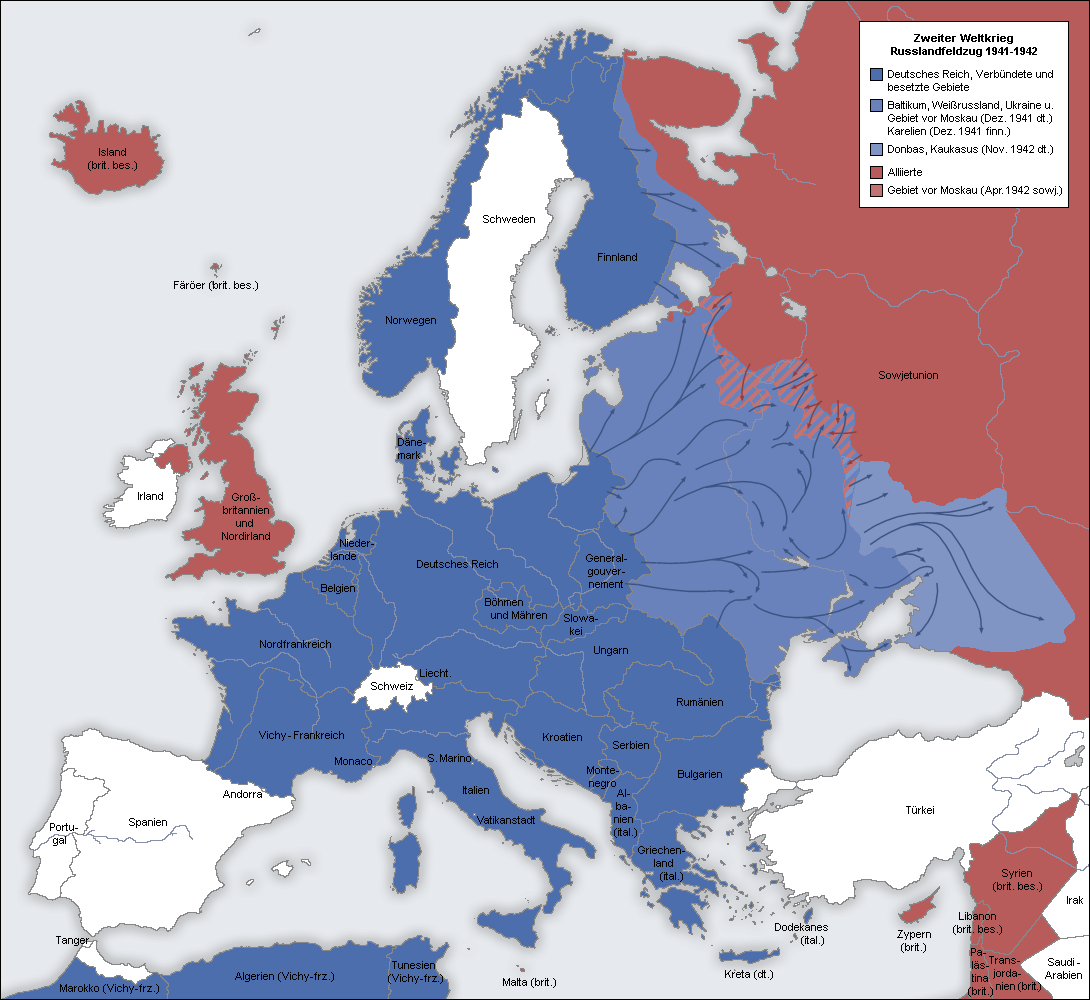 Zweiter Weltkrieg
Russlandfeldzug 1941-1942
Deutsches Reich, Verbündete und
besetzte Gebiete
Baltikum, Weißrussland, Ukraine u.
Gebiet vor Moskau (Dez. 1941 dt.)
Karelien (Dez. 1941 finn.)
Donbas, Kaukasus (Nov. 1942 dt.)
Alliierte
Gebiet vor Moskau (Apr. 1942 sowj.)
Island
(brit. bes.)
Schweden
Finnland
Färöer (brit. bes.)
Norwegen
Sowjetunion
Däne-
mark
Irland
Groß-
britannien
und
Nordirland
Nieder-
lande
Belgien
Deutsches Reich
General-
gouver-
nement
Böhmen
und Mähren
Slowa-
kei
Nordfrankreich
Ungarn
Liecht.
Schweiz
Rumänien
Vichy-Frankreich
Kroatien
Serbien
Monaco
S. Marino
Monte-
negro
Bulgarien
Andorra
Italien
Al-
ba-
nien
(ital.)
Türkei
Portu-
gal
Spanien
Vatikanstadt
Griechen-
land
(ital.)
Syrien
(brit. bes.)
Irak
Libanon
(brit. bes.)
Dodekanes
(ital.)
Zypern
(brit.)
Tanger
Marokko (Vichy-frz.)
Algerien (Vichy-frz.)
Tunesien
(Vichy-frz.)
Malta (brit.)
Kreta (dt.)
Pa-
läs-
tina
(brit.)
Trans-
jorda-
nien (brit.)
Saudi-
Arabien